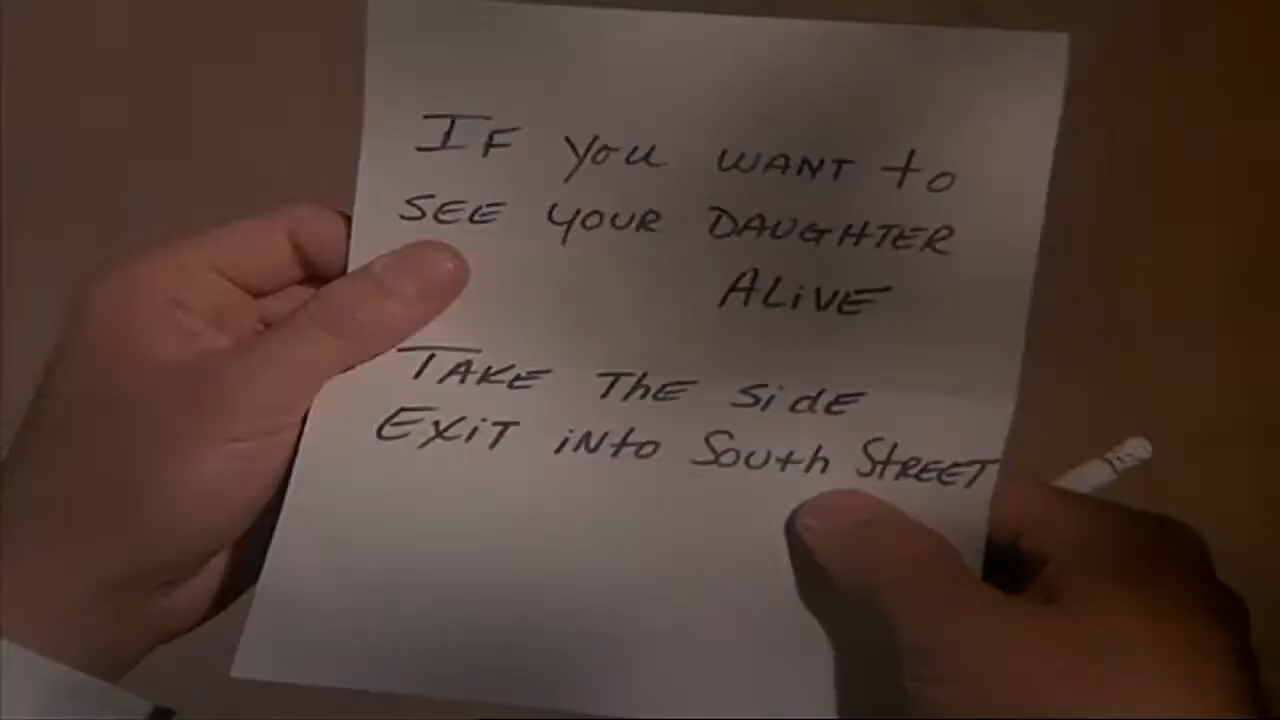 IF you WANT to
SEE YOUR DAUGHTER
ALiVE
TAKE ThE SidE
EXiT iNto South STREET